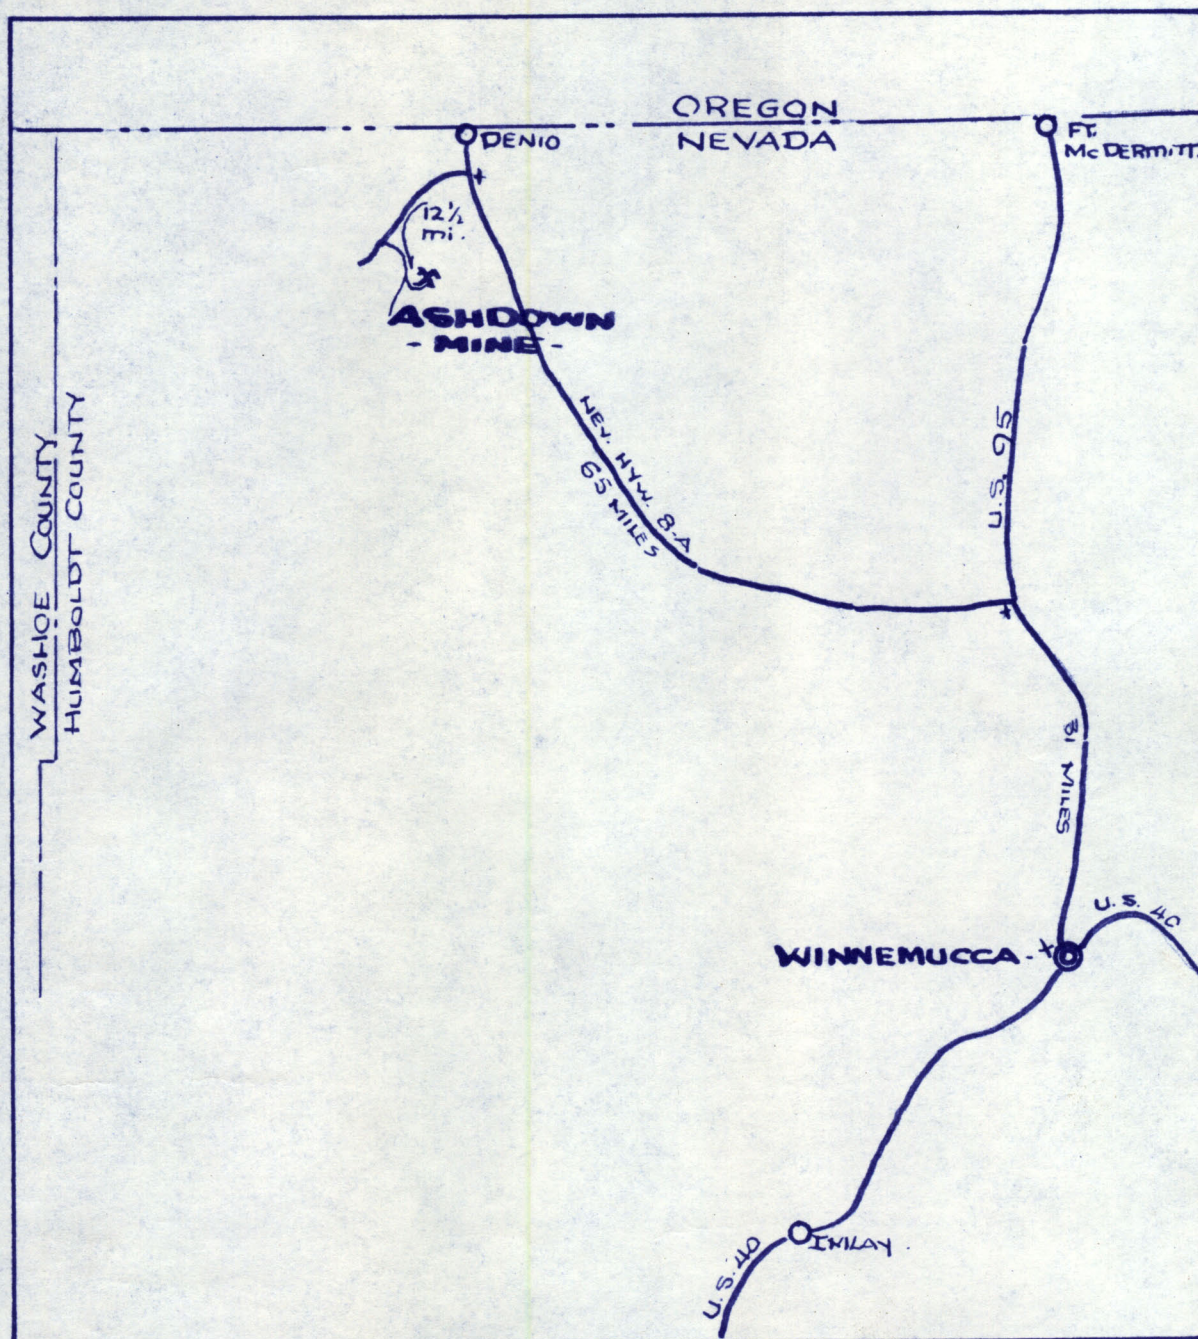 OREGON
NEVADA
DENIO
FT.
McDERMITT
12½
mi.
ASHDOWN
- MINE -
NEV. HYW. 8-A
65 MILES
U.S. 95
WASHOE COUNTY
HUMBOLDT COUNTY
31 MILES
U.S. 40
WINNEMUCCA
INLAY
U.S. 40